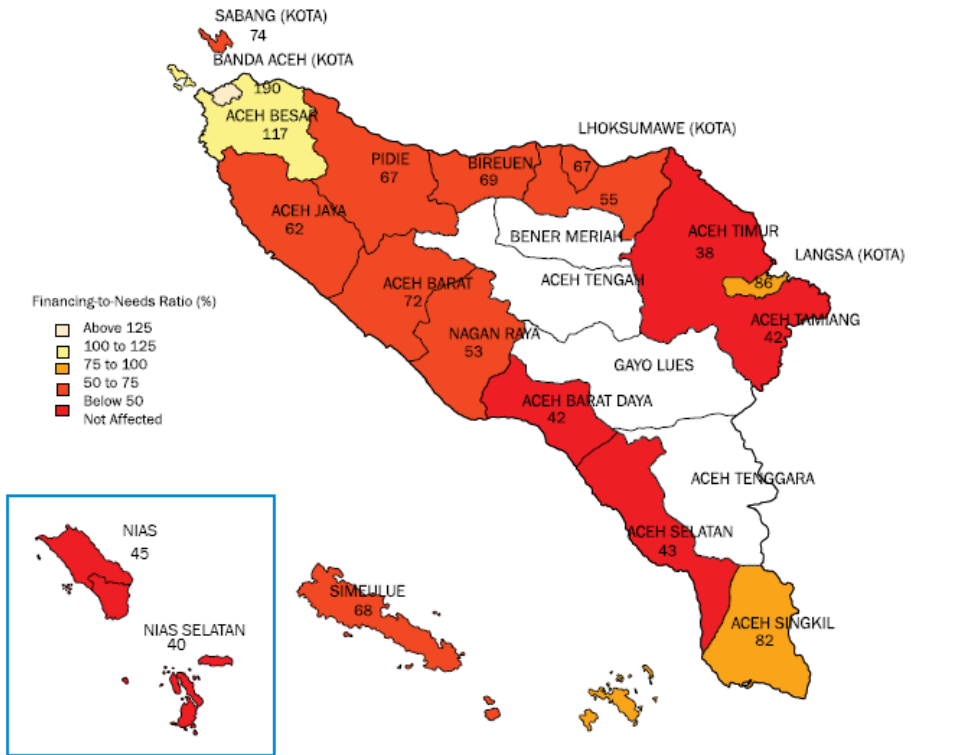 SABANG (KOTA)
74
BANDA ACEH (KOTA
190
ACEH BESAR
117
LHOKSUMAWE (KOTA)
PIDIE
67
BIREUEN
69
67
55
ACEH JAYA
62
BENER MERIAH
ACEH TIMUR
38
LANGSA (KOTA)
86
ACEH TENGAH
ACEH BARAT
72
ACEH TAMIANG
42
NAGAN RAYA
53
GAYO LUES
Financing-to-Needs Ratio (%)
Above 125
100 to 125
75 to 100
50 to 75
Below 50
Not Affected
ACEH BARAT DAYA
42
ACEH TENGGARA
ACEH SELATAN
43
NIAS
45
NIAS SELATAN
40
SIMEULUE
68
ACEH SINGKIL
82